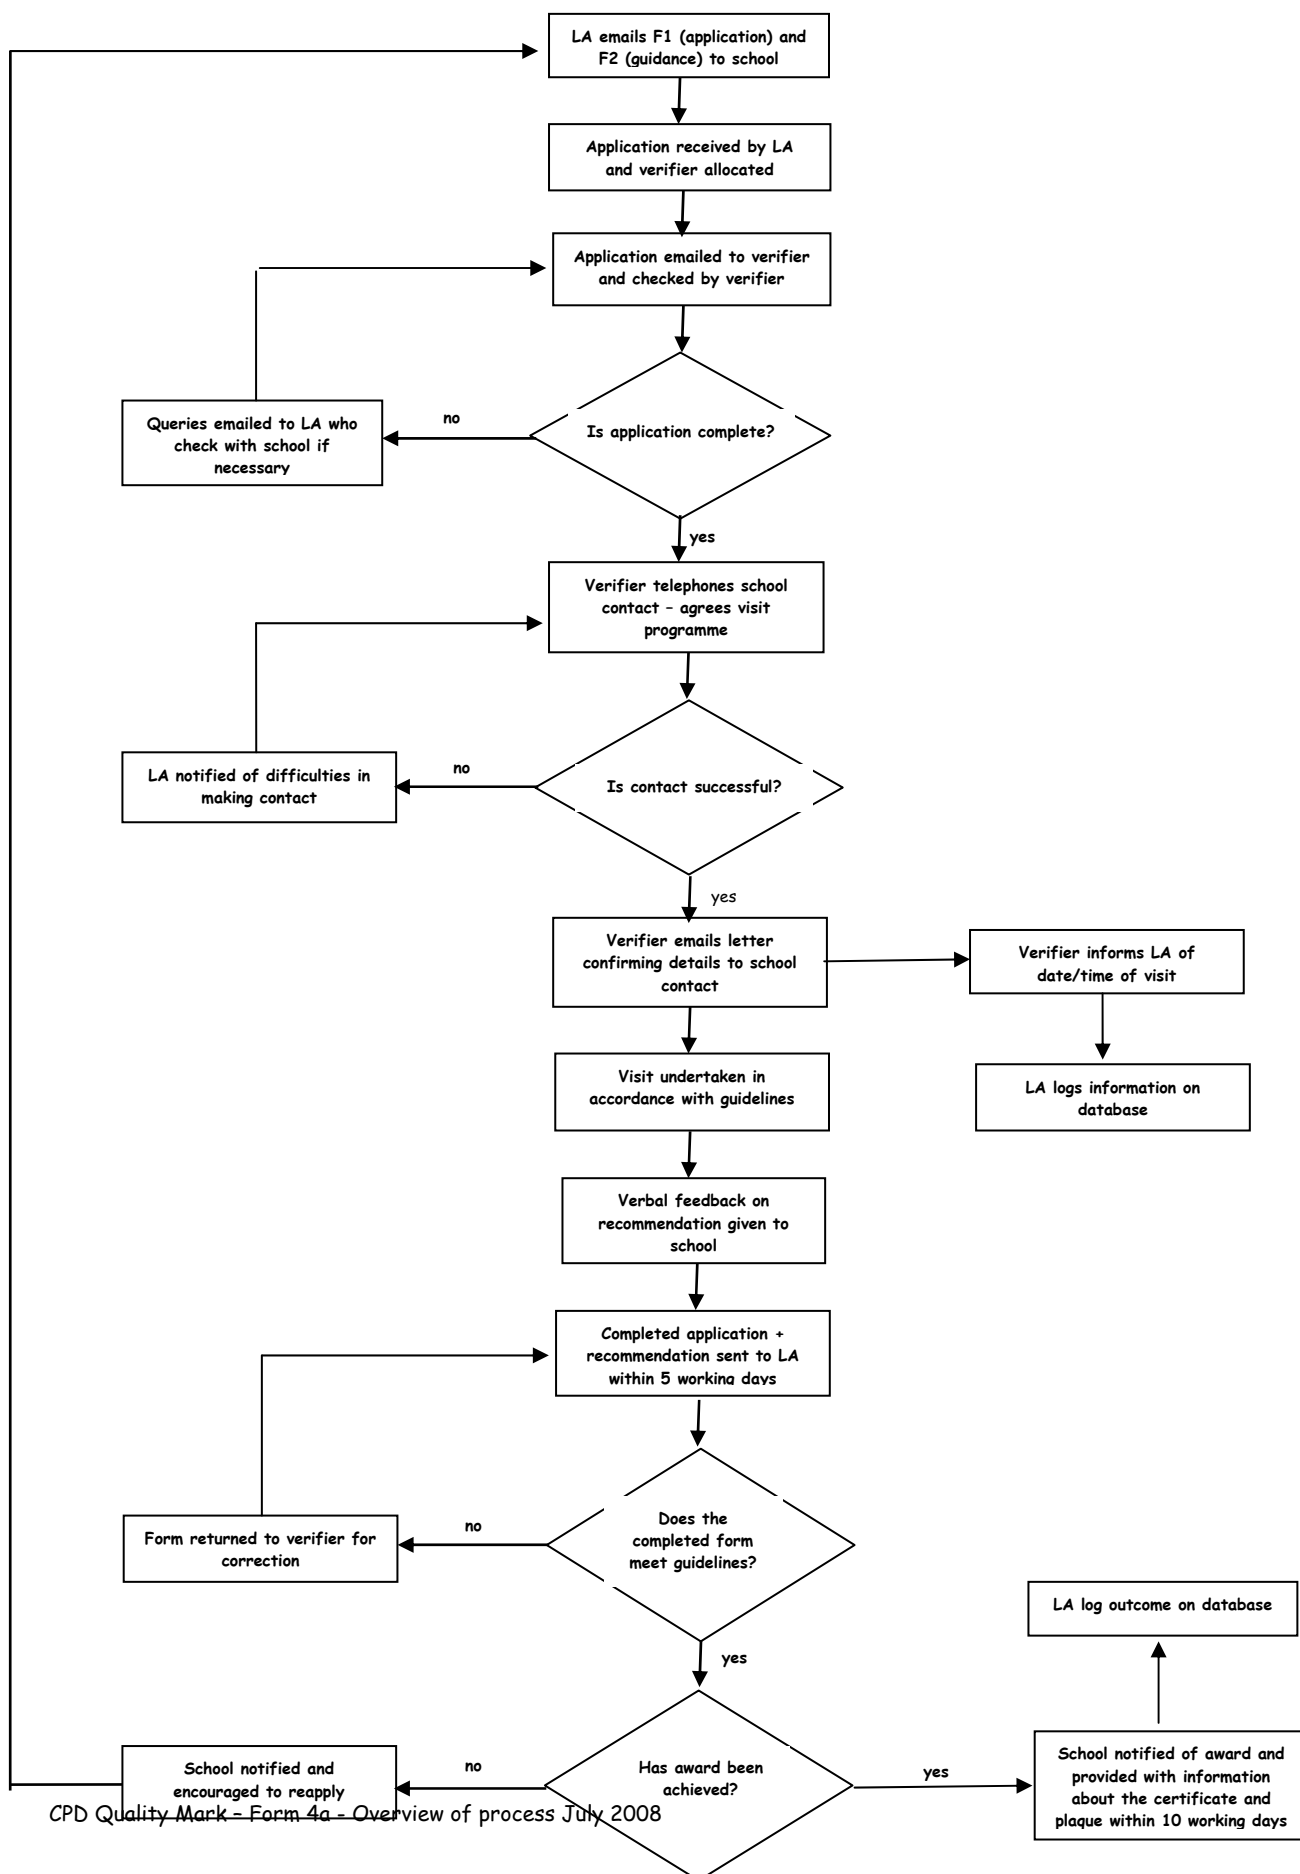 LA emails F1 (application) and
F2 (guidance) to school
Application received by LA
and verifier allocated
Application emailed to verifier
and checked by verifier
Is application complete?
no
Queries emailed to LA who
check with school if
necessary
yes
Verifier telephones school
contact – agrees visit
programme
Is contact successful?
no
LA notified of difficulties in
making contact
yes
Verifier emails letter
confirming details to school
contact
Verifier informs LA of
date/time of visit
LA logs information on
database
Visit undertaken in
accordance with guidelines
Verbal feedback on
recommendation given to
school
Completed application +
recommendation sent to LA
within 5 working days
Does the
completed form
meet guidelines?
no
Form returned to verifier for
correction
yes
LA log outcome on database
Has award been
achieved?
no
School notified and
encouraged to reapply
yes
School notified of award and
provided with information
about the certificate and
plaque within 10 working days
CPD Quality Mark – Form 4a - Overview of process July 2008